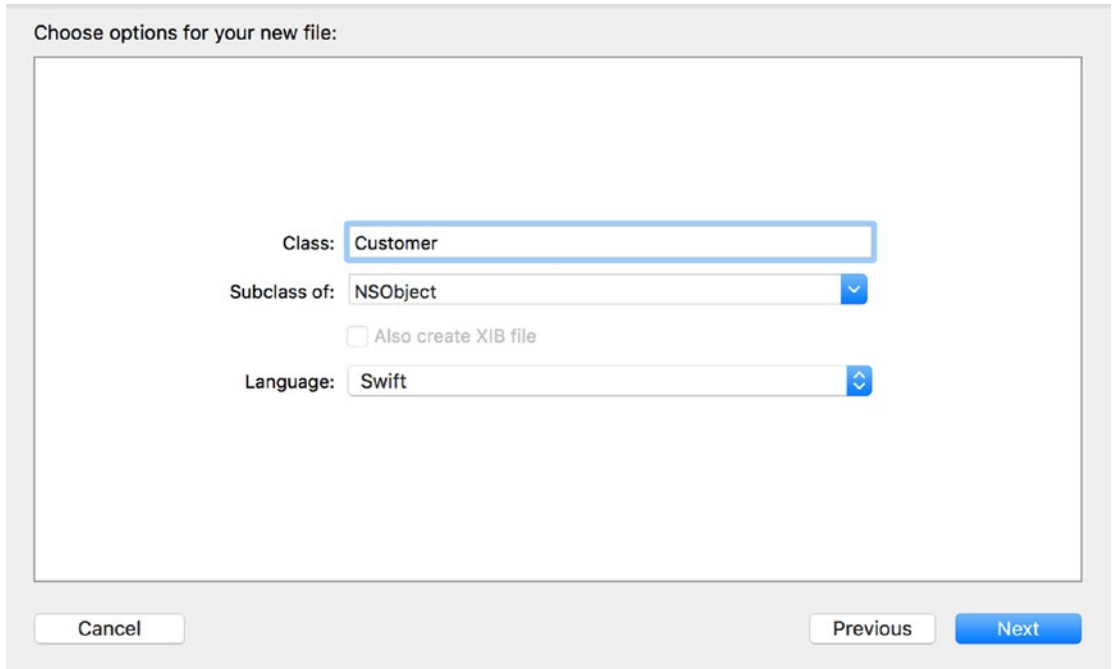 Choose options for your new file:
Class: Customer
Subclass of: NSObject
Also create XIB file
Language: Swift
Cancel Previous Next